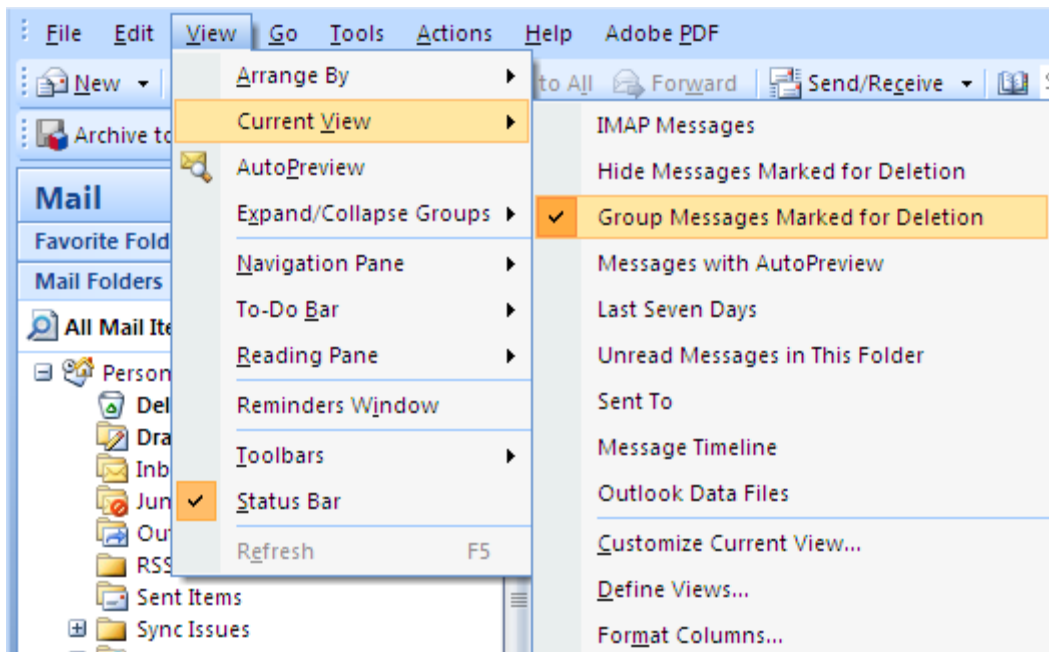 File Edit View Go Tools Actions Help Adobe PDF
New to All Forward Send/Receive
Archive to
Mail
Favorite Fold
Mail Folders
All Mail Ite
Person
Del
Dra
Inb
Jun
Ou
RSS
Sent Items
Sync Issues
Arrange By
Current View
AutoPreview
Expand/Collapse Groups
Navigation Pane
To-Do Bar
Reading Pane
Reminders Window
Toolbars
Status Bar
Refresh F5
IMAP Messages
Hide Messages Marked for Deletion
Group Messages Marked for Deletion
Messages with AutoPreview
Last Seven Days
Unread Messages in This Folder
Sent To
Message Timeline
Outlook Data Files
Customize Current View...
Define Views...
Format Columns...